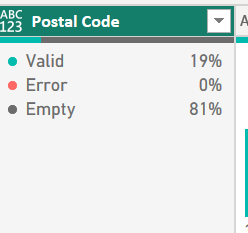 ABC
123 Postal Code
Valid 19%
Error 0%
Empty 81%